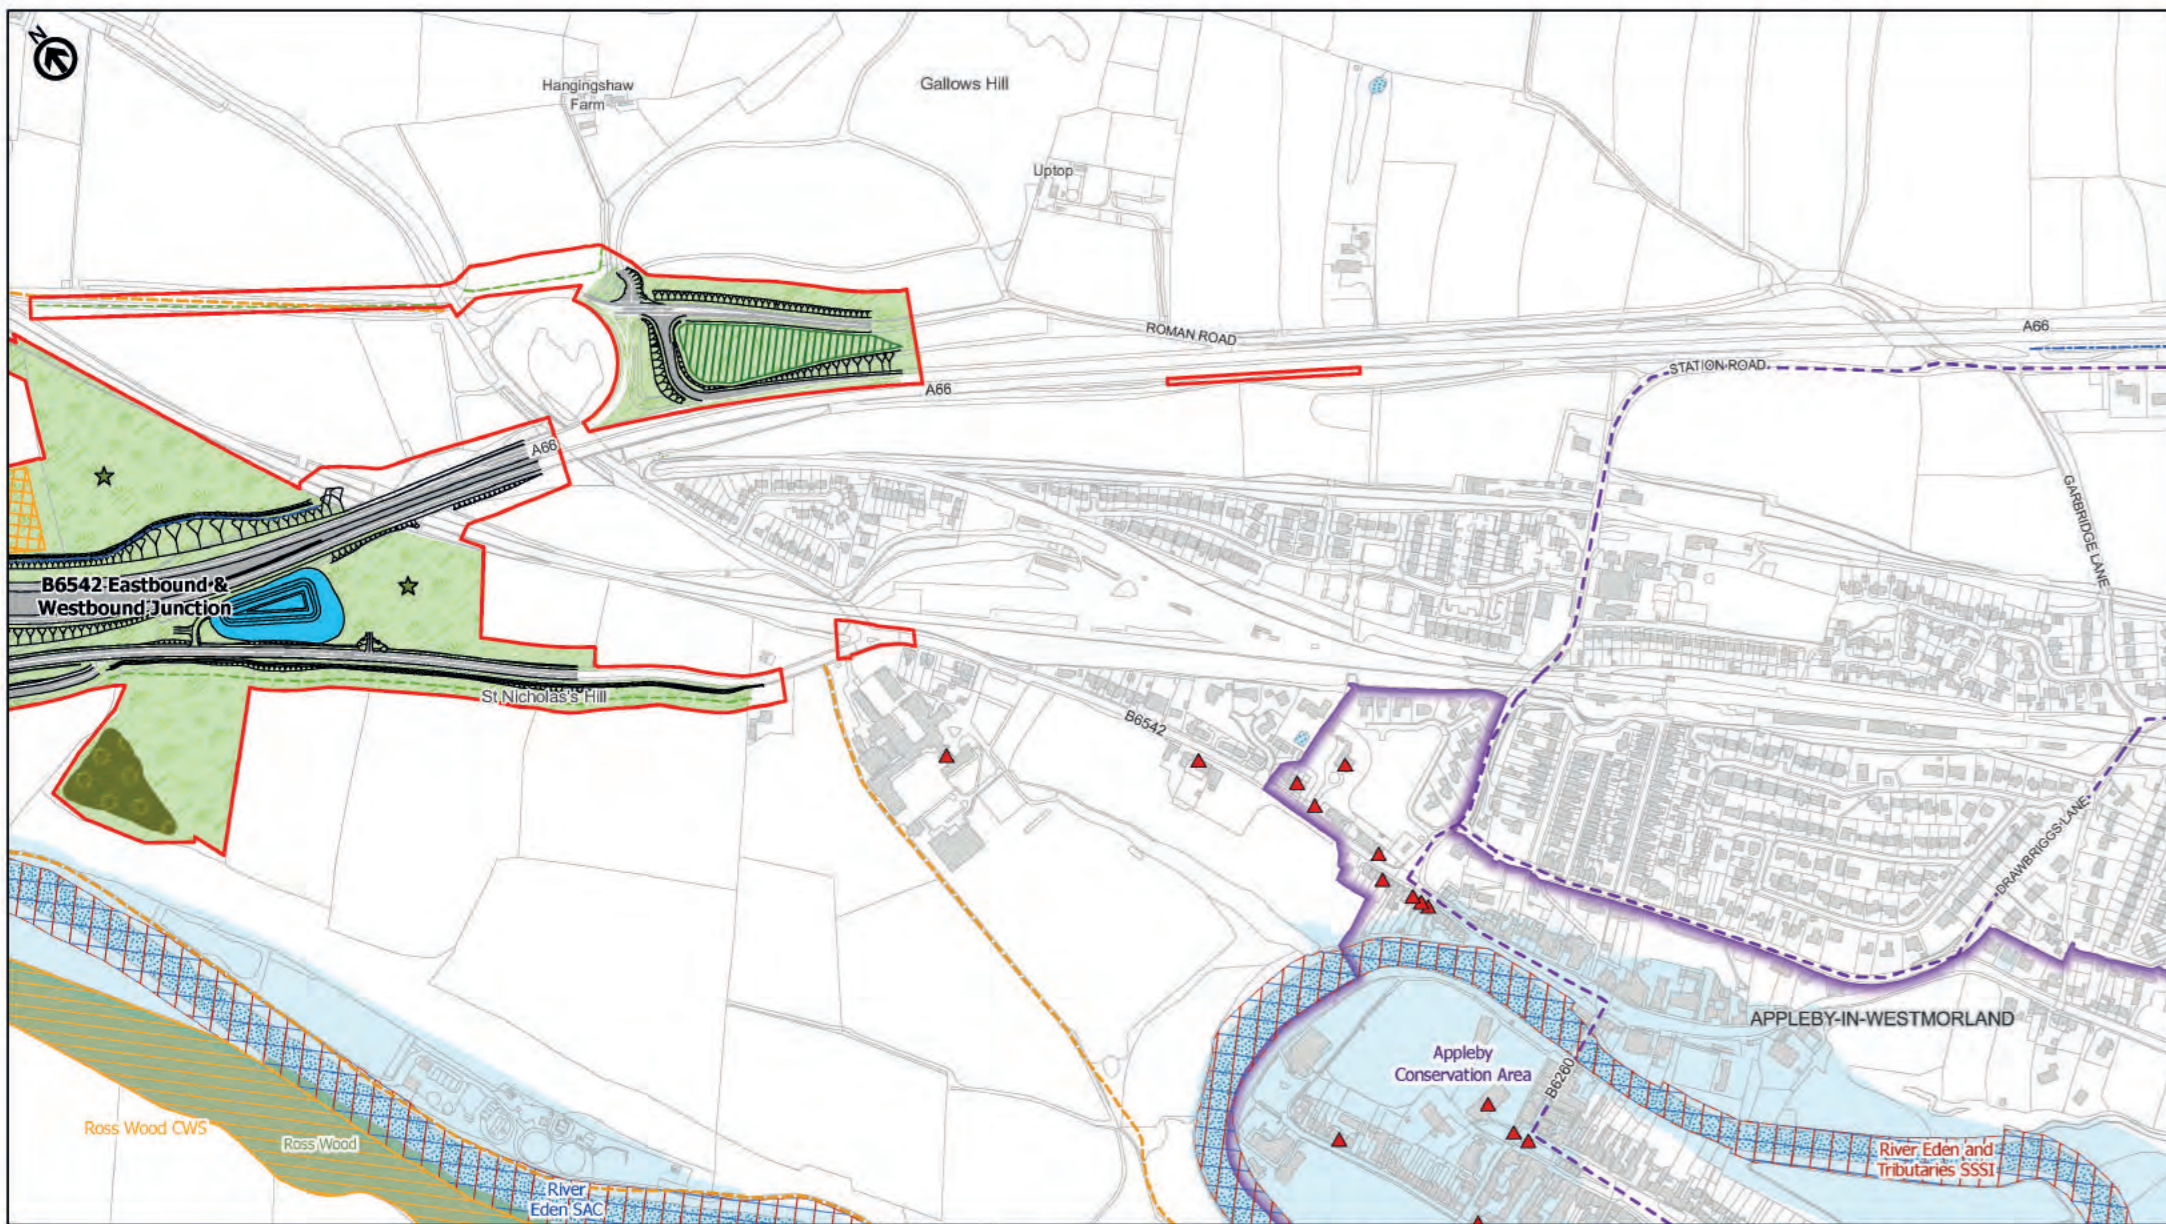 N
Hangingshaw
Farm
Gallows Hill
Uptop
ROMAN ROAD
A66
STATION ROAD
A66
A66
GARBRIDGE LANE
B6542 Eastbound &
Westbound Junction
St Nicholas's Hill
B6542
DRAWBRIGGS LANE
APPLEBY-IN-WESTMORLAND
Appleby
Conservation Area
B6260
Ross Wood CWS
Ross Wood
River
Eden SAC
River Eden and
Tributaries SSSI